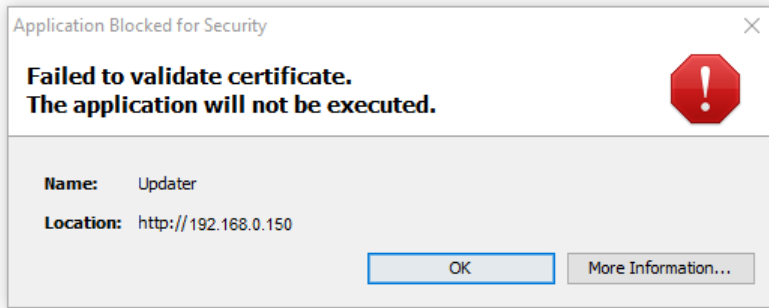 Application Blocked for Security
Failed to validate certificate.
The application will not be executed.
Name: Updater
Location: http://192.168.0.150
OK More Information...